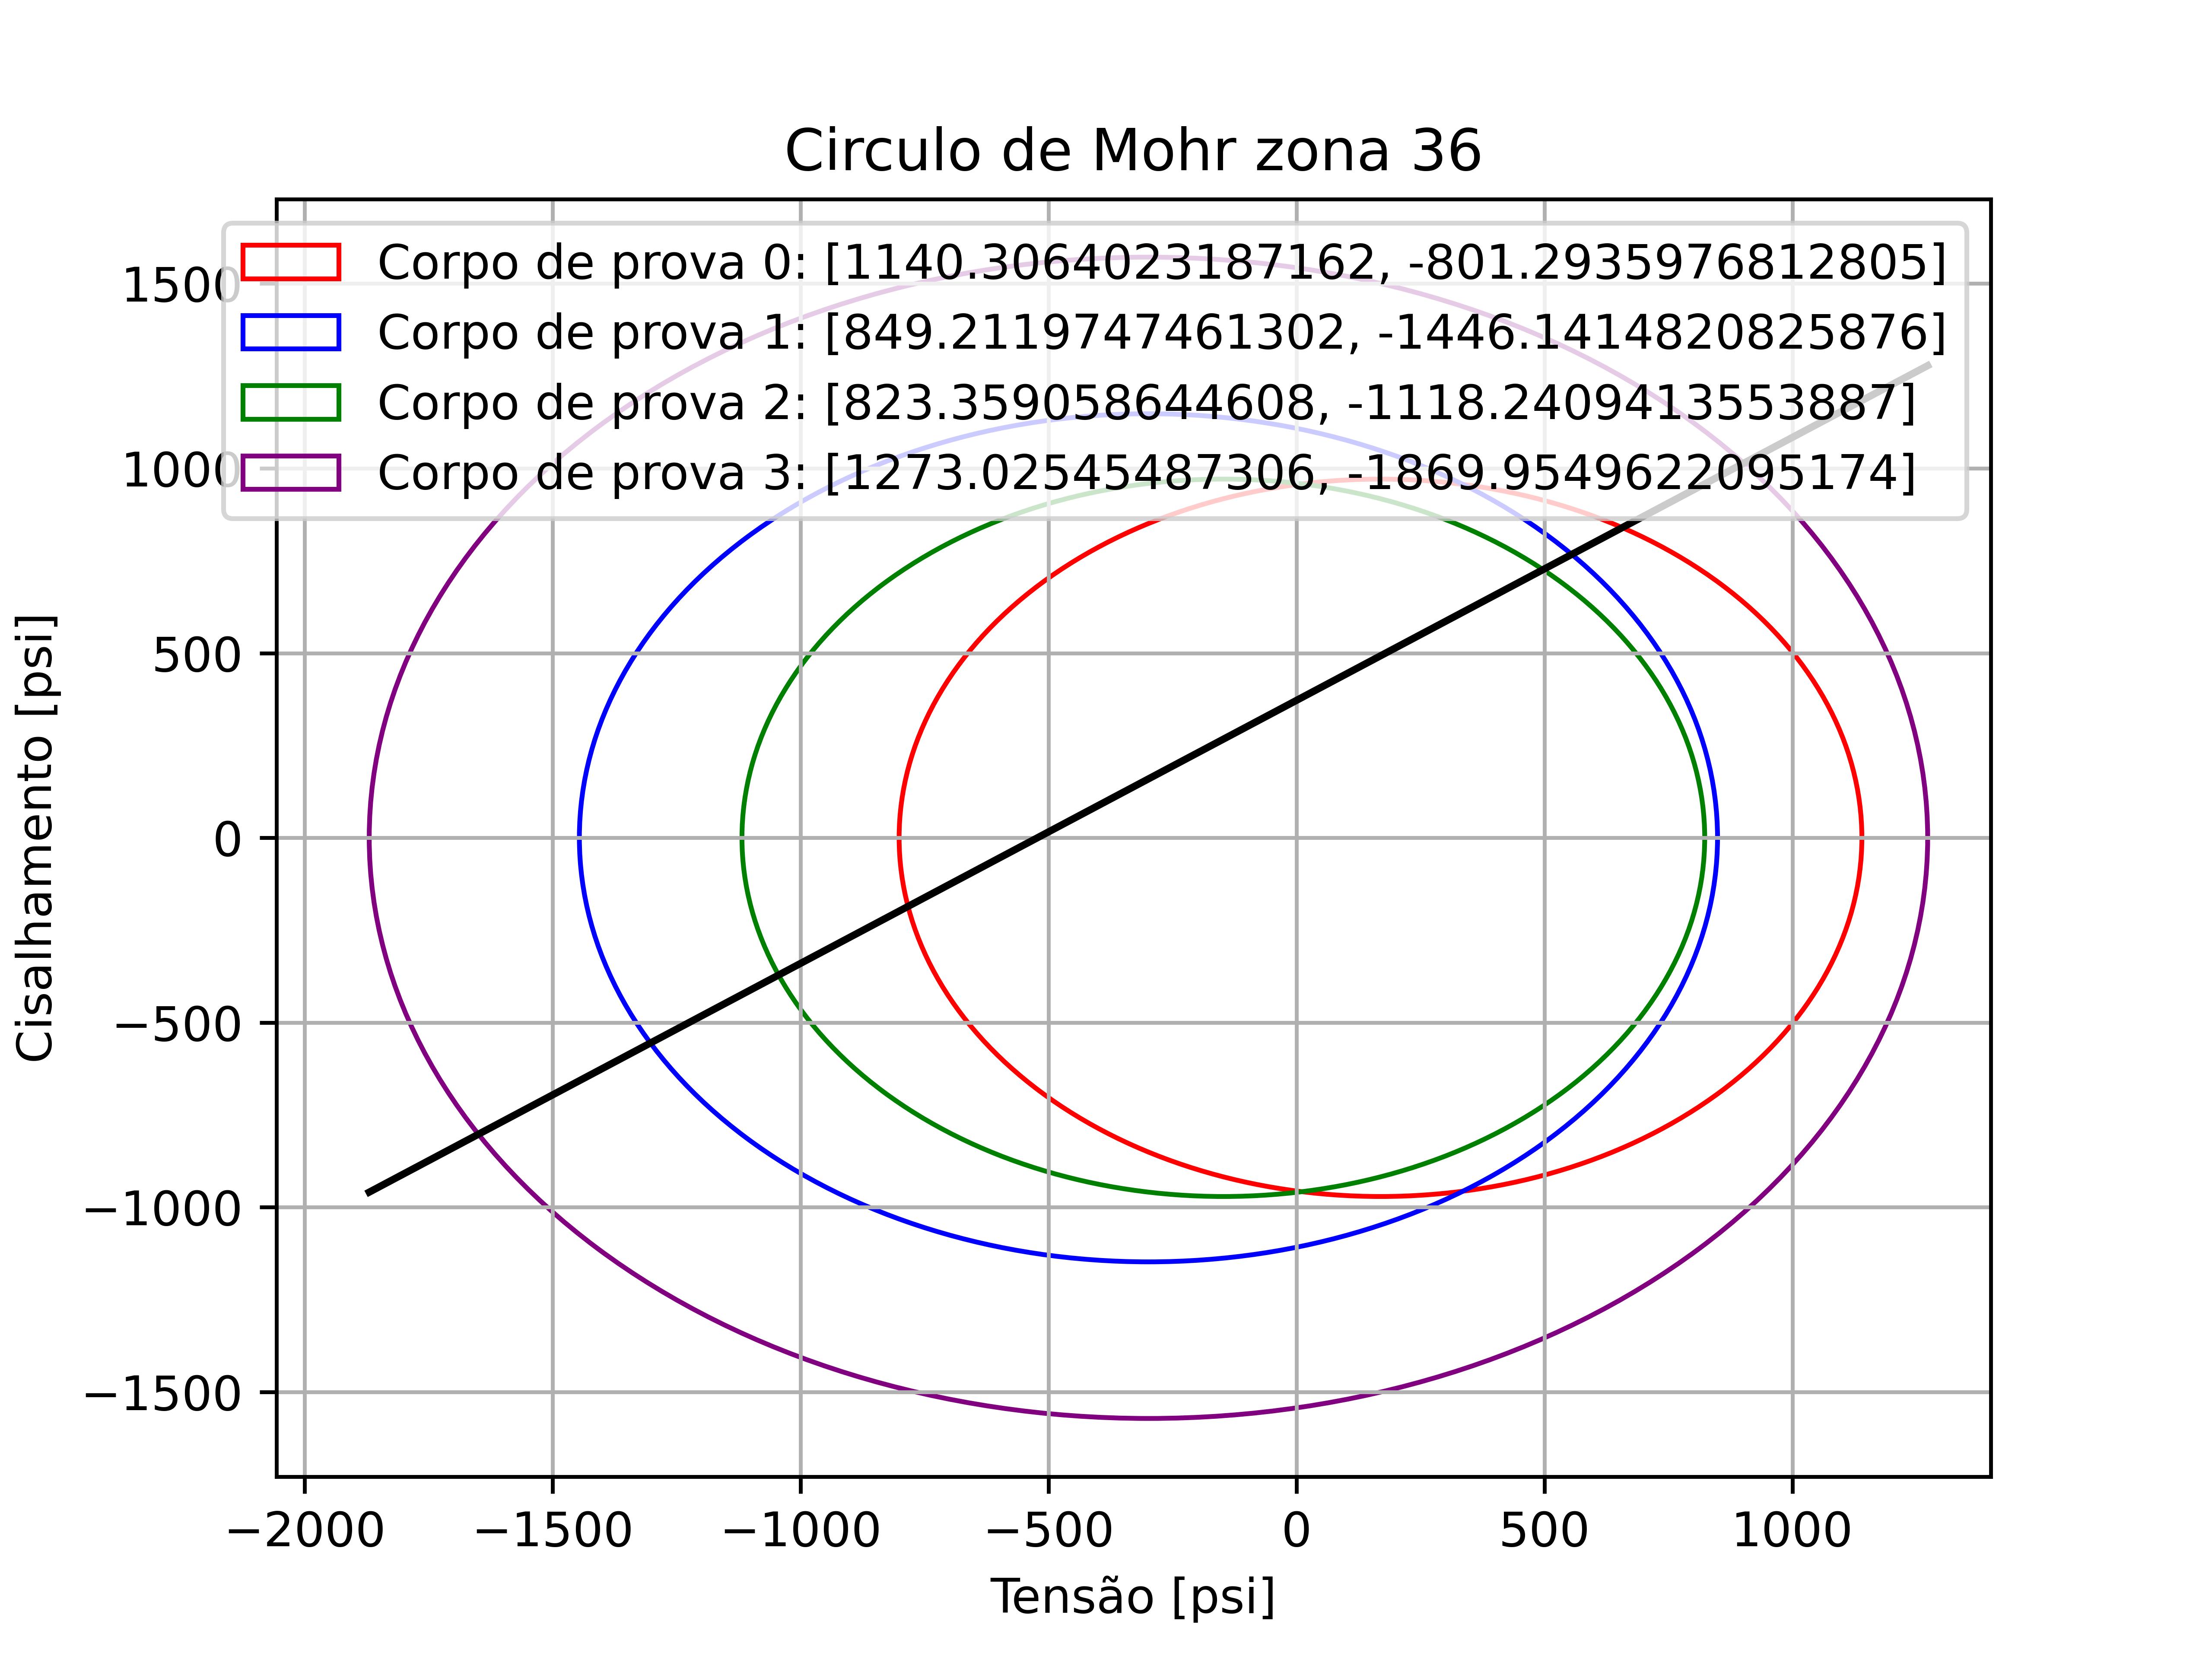 Circulo de Mohr zona 36
Corpo de prova 0: [1140.3064023187162, -801.2935976812805]
Corpo de prova 1: [849.2119747461302, -1446.1414820825876]
Corpo de prova 2: [823.359058644608, -1118.2409413553887]
Corpo de prova 3: [1273.02545487306, -1869.9549622095174]
Cisalhamento [psi]
1500
1000
500
0
−500
−1000
−1500
−2000 −1500 −1000 −500 0 500 1000
Tensão [psi]